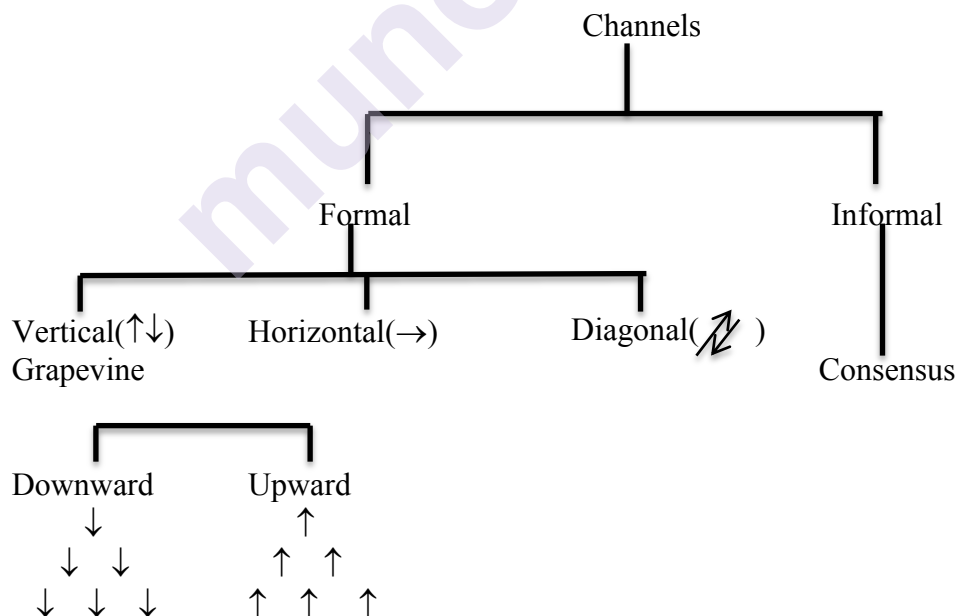 Channels
Formal Informal
Vertical(↑↓) Horizontal(→) Diagonal( )
Grapevine Consensus
Downward Upward
↓ ↑
↓ ↓ ↑ ↑
↓ ↓ ↓ ↑ ↑ ↑